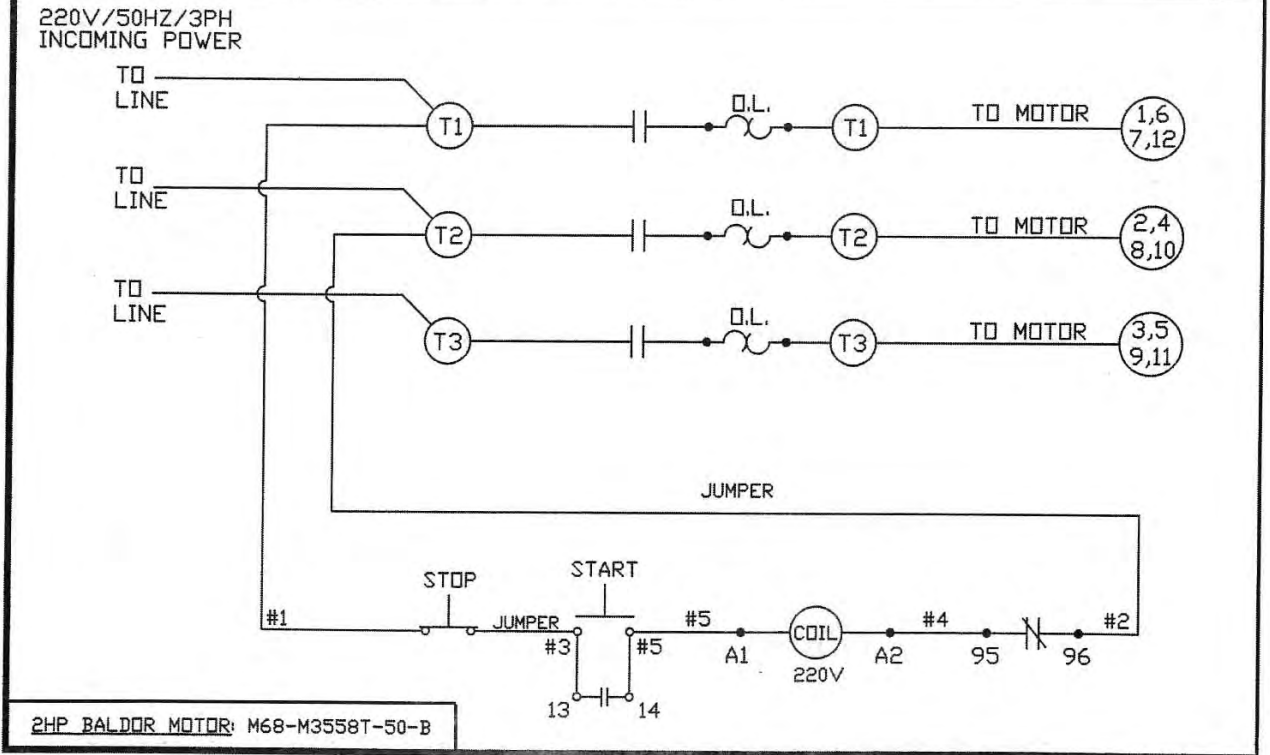 220V/50HZ/3PH
INCOMING POWER
TO
LINE
T1
O.L.
T1
TO MOTOR
1,6
7,12
TO
LINE
T2
O.L.
T2
TO MOTOR
2,4
8,10
TO
LINE
T3
O.L.
T3
TO MOTOR
3,5
9,11
JUMPER
STOP
START
#1
JUMPER
#3
#5
#5
A1
COIL
220V
A2
#4
95
96
#2
13
14
2HP BALDOR MOTOR: M68-M3558T-50-B